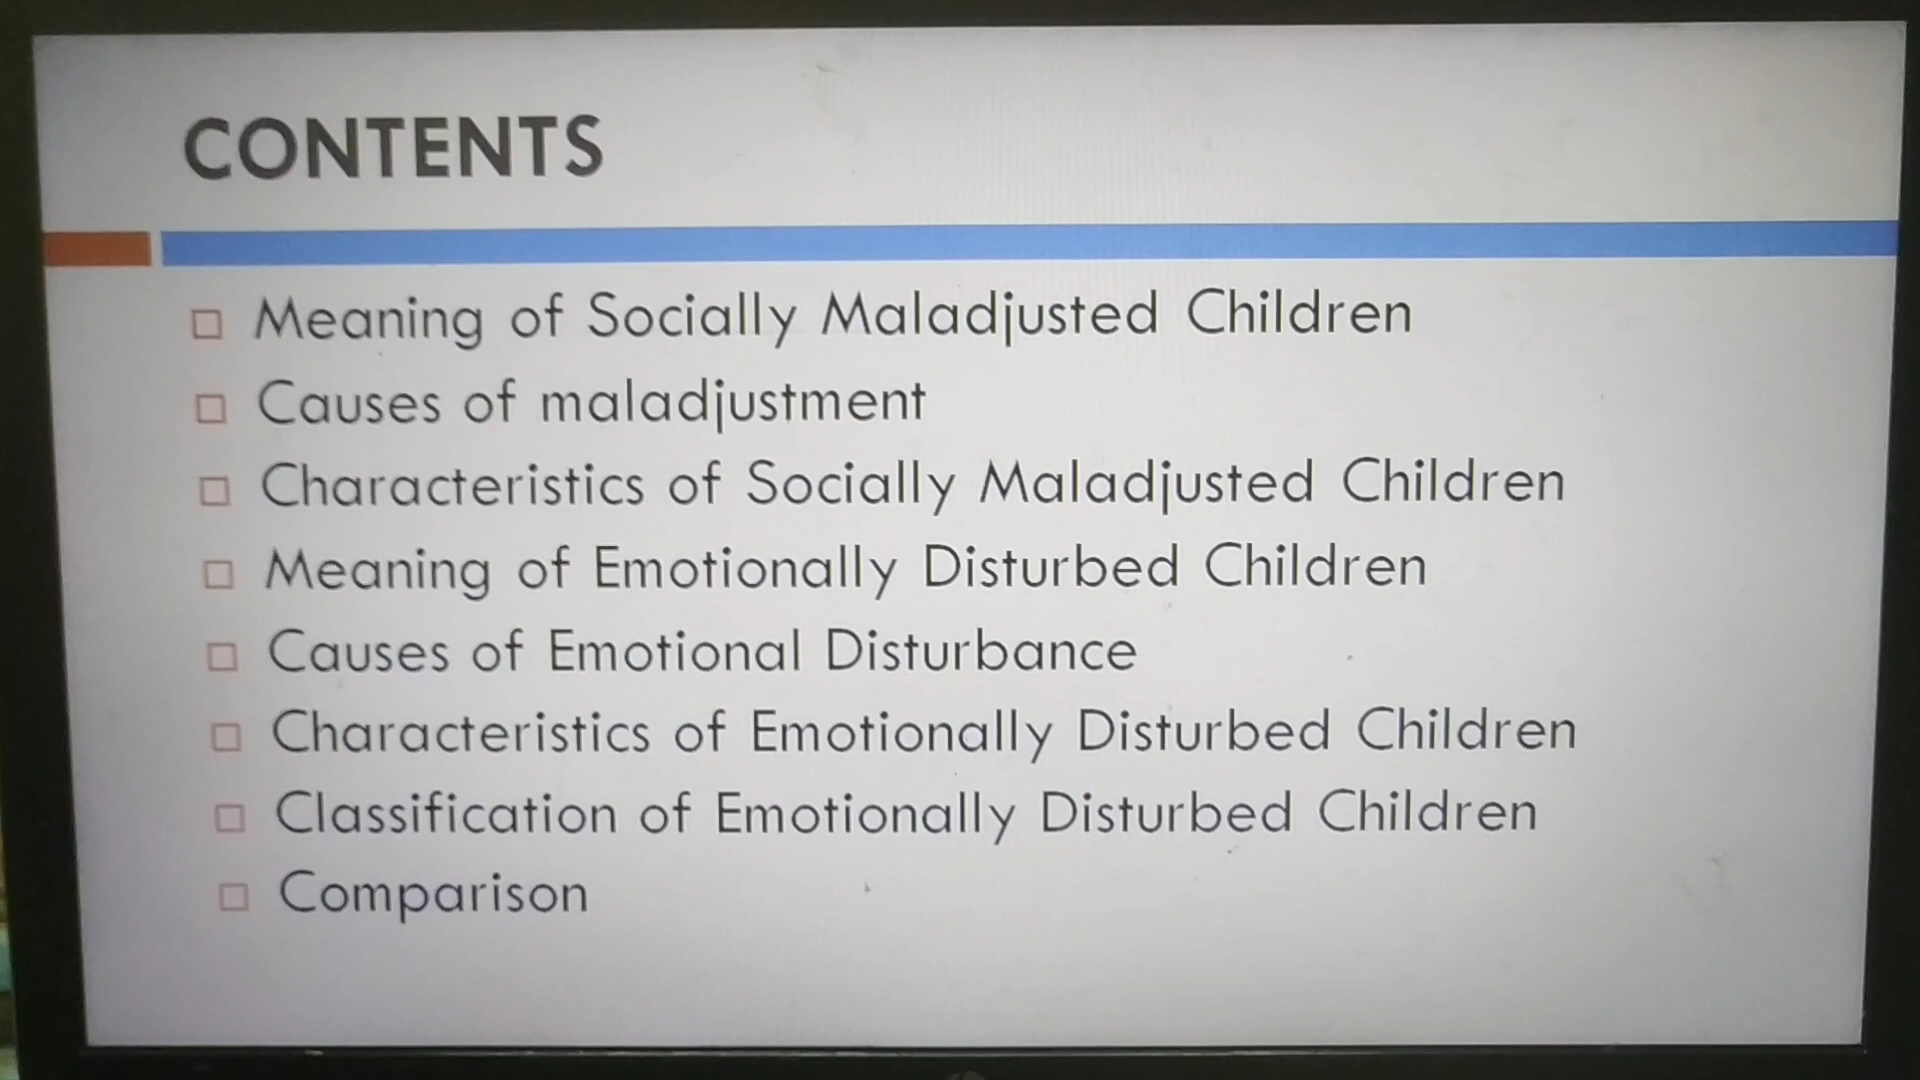 CONTENTS
Meaning of Socially Maladjusted Children
Causes of maladjustment
Characteristics of Socially Maladjusted Children
Meaning of Emotionally Disturbed Children
Causes of Emotional Disturbance
Characteristics of Emotionally Disturbed Children
Classification of Emotionally Disturbed Children
Comparison